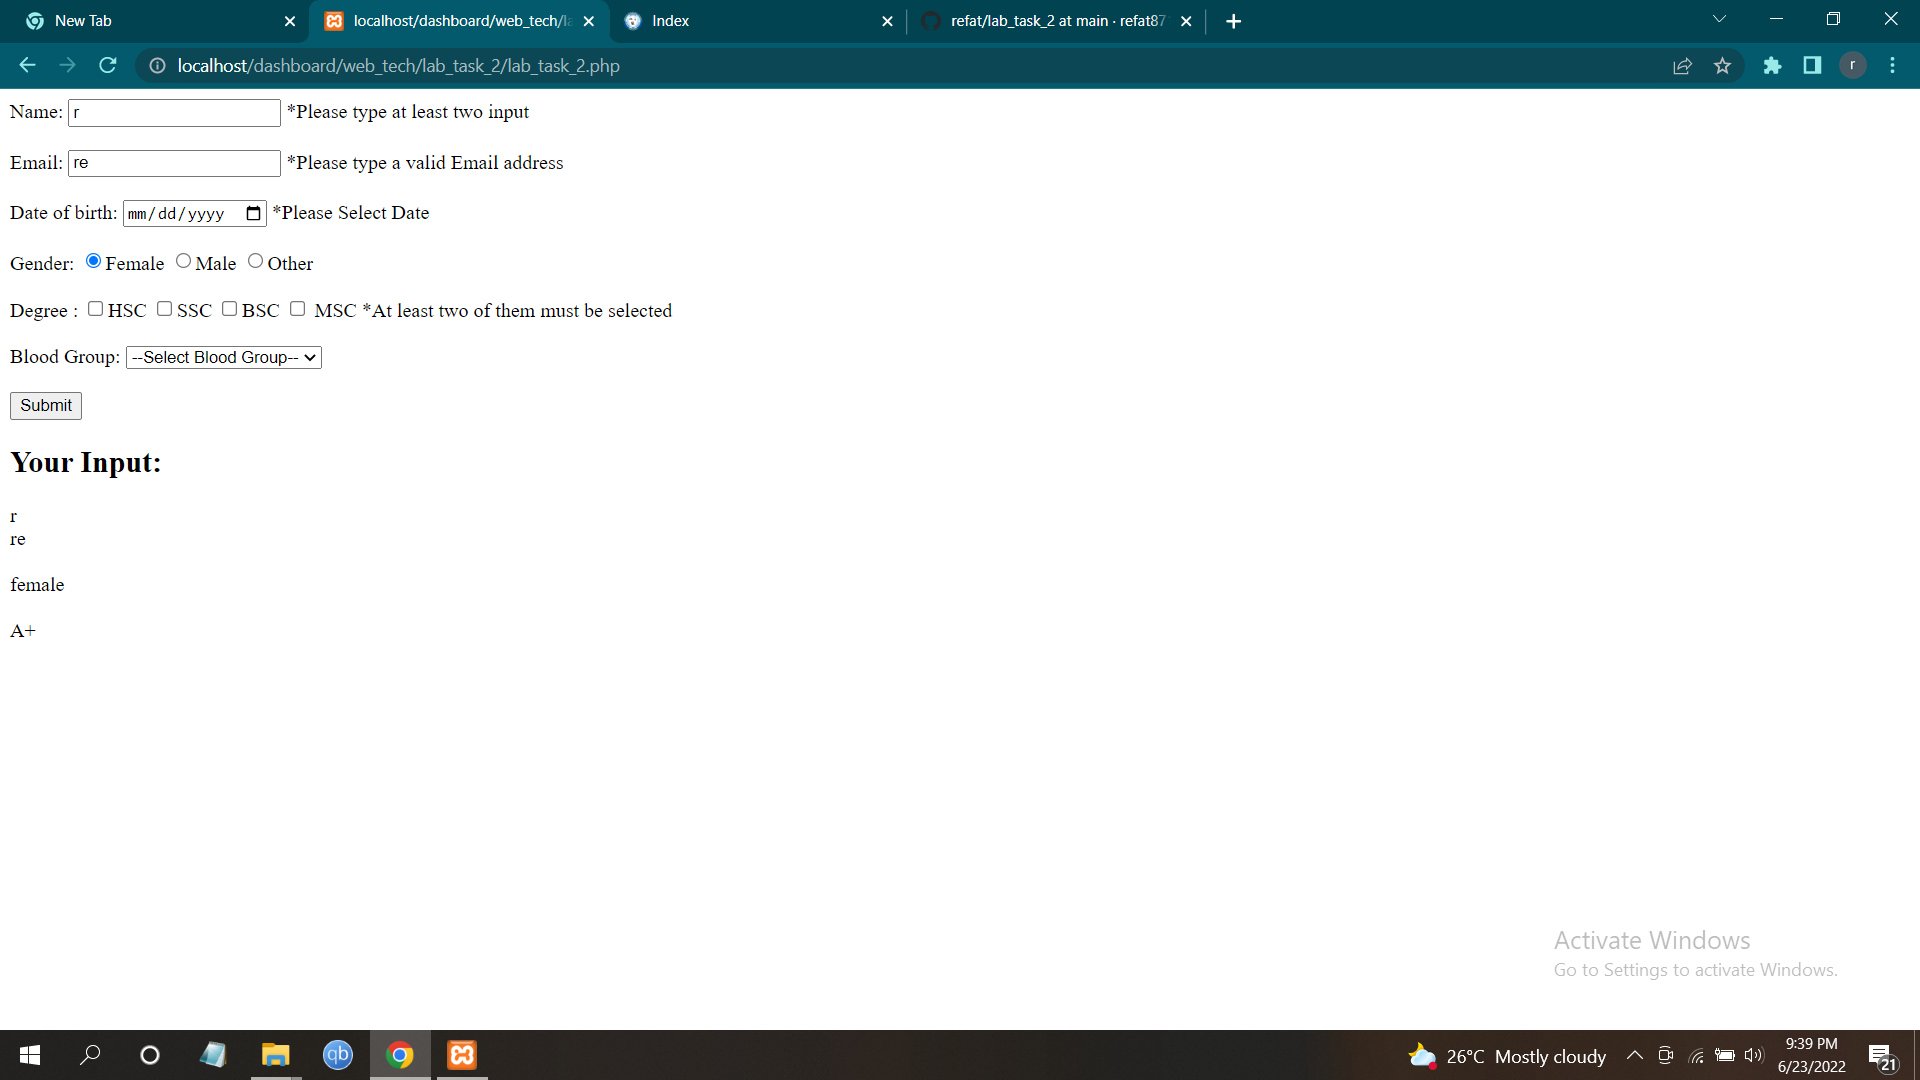 New Tab
localhost/dashboard/web_tech/la
Index
refat/lab_task_2 at main · refat87
localhost/dashboard/web_tech/lab_task_2/lab_task_2.php
r
Name: r *Please type at least two input
Email: re *Please type a valid Email address
Date of birth: mm/dd/yyyy *Please Select Date
Gender: Female Male Other
Degree : HSC SSC BSC MSC *At least two of them must be selected
Blood Group: --Select Blood Group--
Submit
Your Input:
r
re
female
A+
Activate Windows
Go to Settings to activate Windows.
qb
26°C Mostly cloudy
9:39 PM
6/23/2022
21